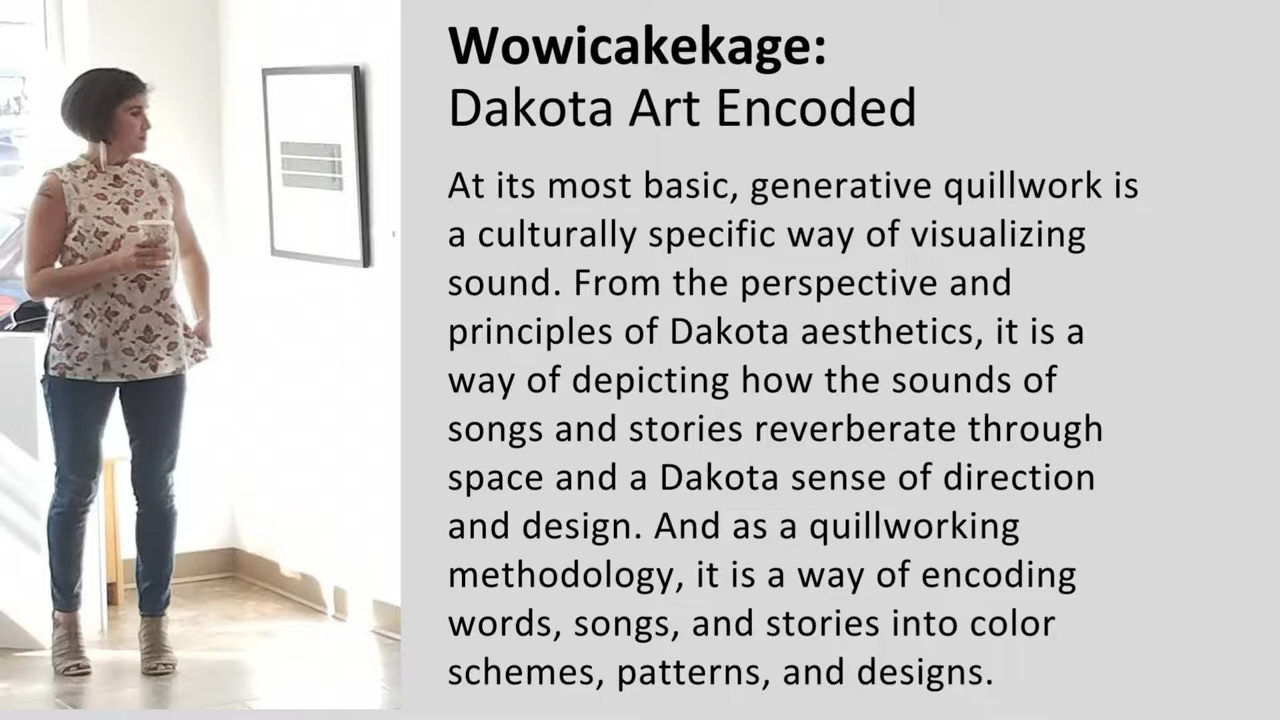 Wowicakekage:
Dakota Art Encoded
At its most basic, generative quillwork is
a culturally specific way of visualizing
sound. From the perspective and
principles of Dakota aesthetics, it is a
way of depicting how the sounds of
songs and stories reverberate through
space and a Dakota sense of direction
and design. And as a quillworking
methodology, it is a way of encoding
words, songs, and stories into color
schemes, patterns, and designs.